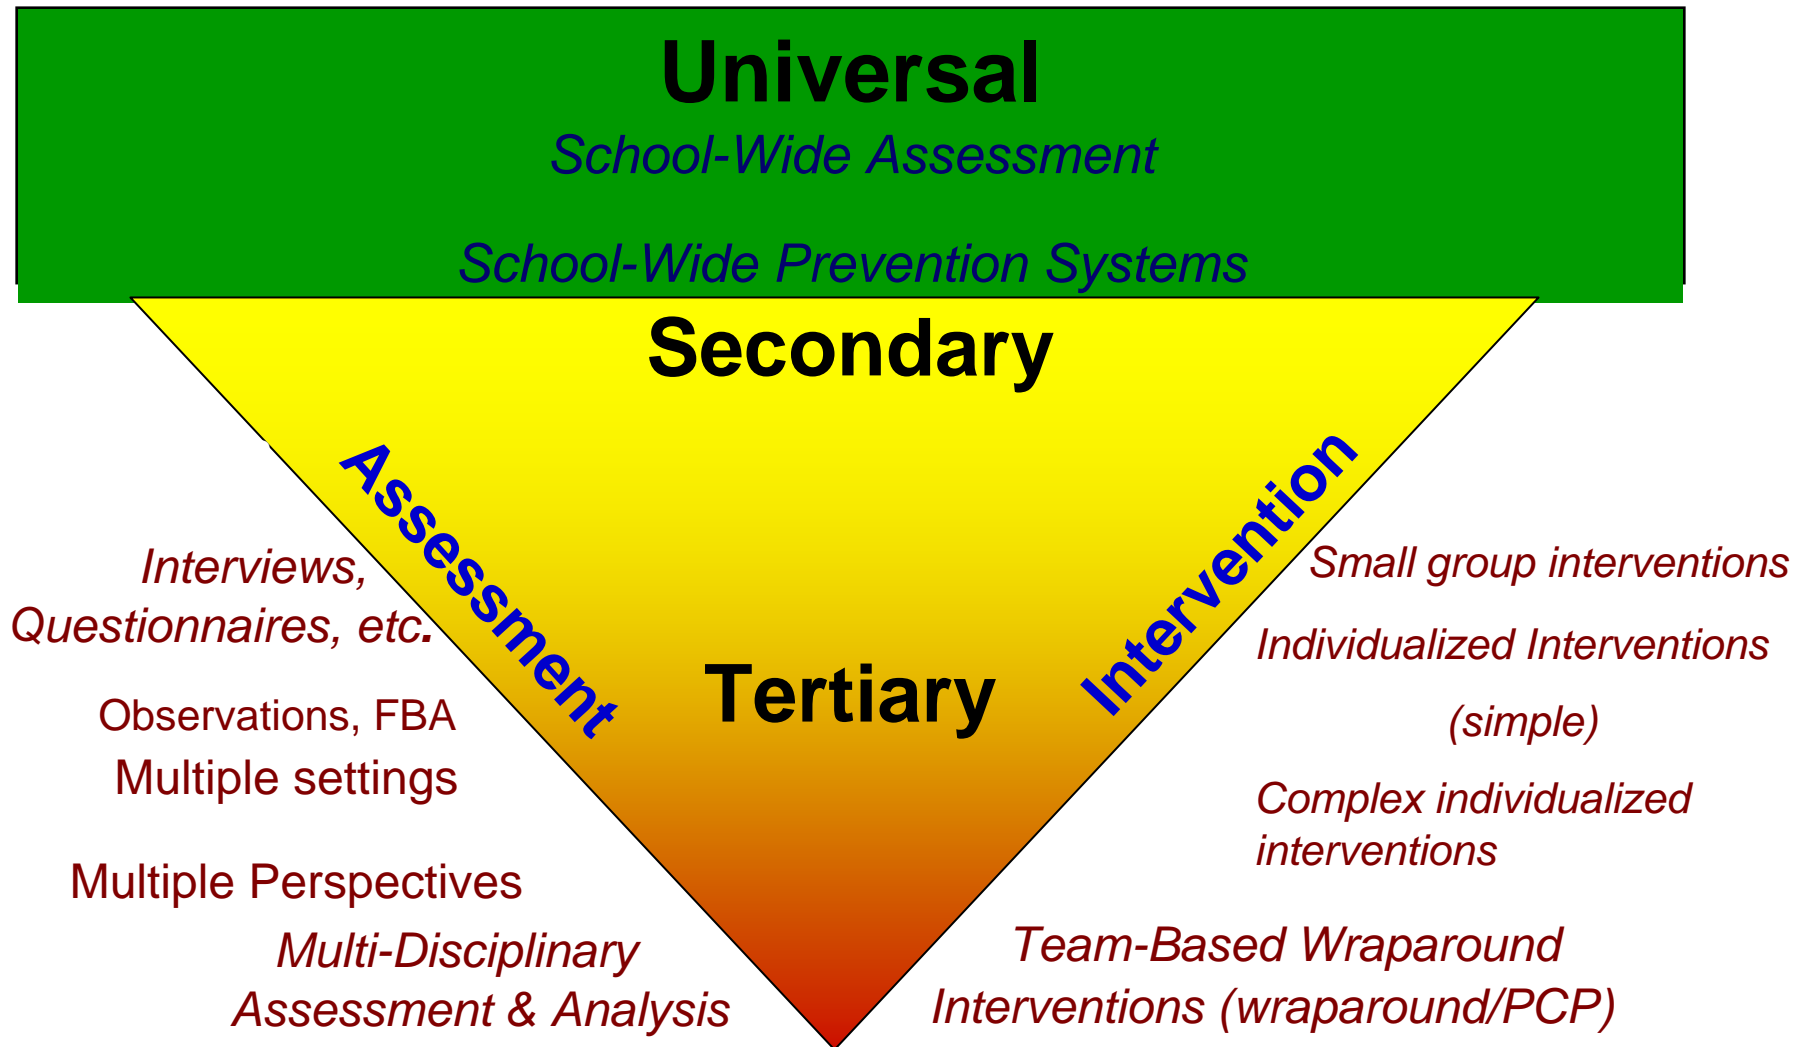 Universal
School-Wide Assessment
School-Wide Prevention Systems
Secondary
Assessment
Intervention
Interviews,
Questionnaires, etc.
Observations, FBA
Multiple settings
Multiple Perspectives
Multi-Disciplinary
Assessment & Analysis
Tertiary
Small group interventions
Individualized Interventions
(simple)
Complex individualized
interventions
Team-Based Wraparound
Interventions (wraparound/PCP)